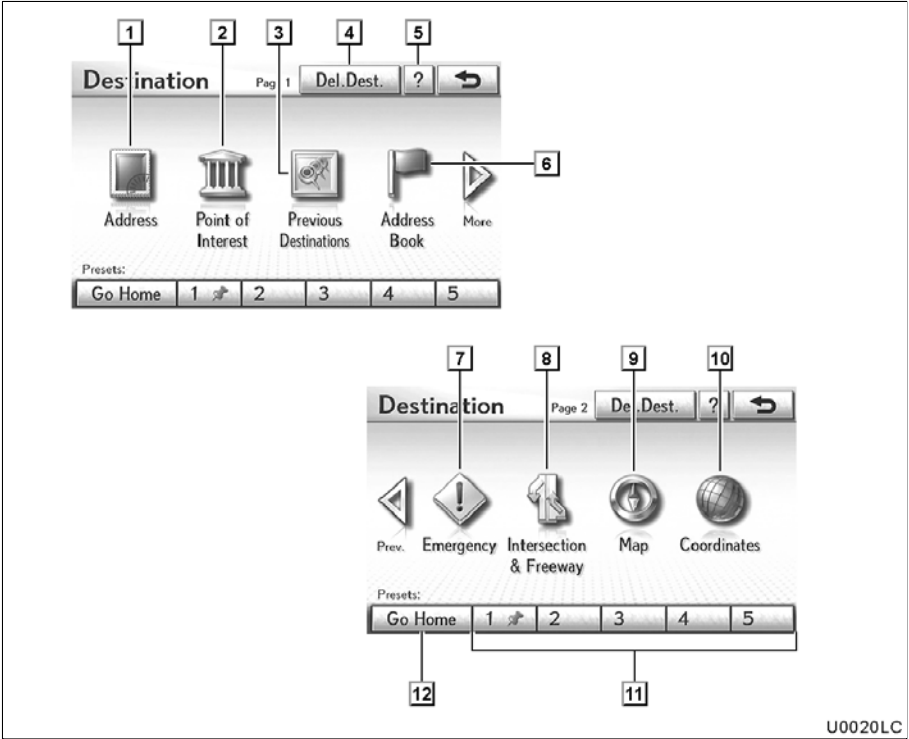 1 2 3 4 5
Destination Page 1 Del.Dest. ?
6
Address Point of Interest Previous Destinations Address Book More
Presets:
Go Home 1 2 3 4 5
7 8 9 10
Destination Page 2 Del.Dest. ?
Prev. Emergency Intersection & Freeway Map Coordinates
Presets:
Go Home 1 2 3 4 5
12 11
U0020LC